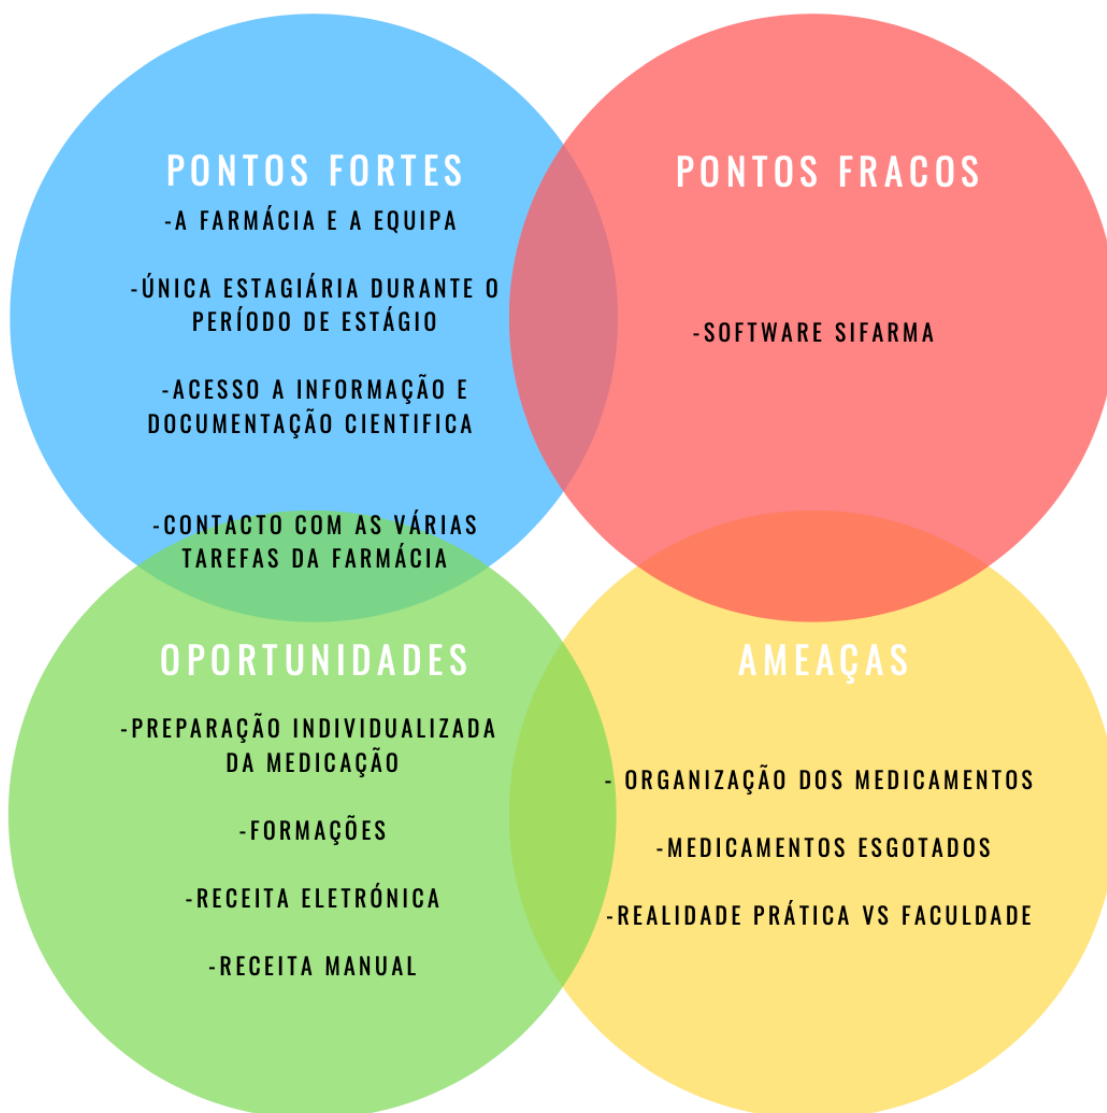 PONTOS FORTES
-A FARMÁCIA E A EQUIPA
-ÚNICA ESTAGIÁRIA DURANTE O
PERÍODO DE ESTÁGIO
-ACESSO A INFORMAÇÃO E
DOCUMENTAÇÃO CIENTIFICA
-CONTACTO COM AS VÁRIAS
TAREFAS DA FARMÁCIA
PONTOS FRACOS
-SOFTWARE SIFARMA
OPORTUNIDADES
-PREPARAÇÃO INDIVIDUALIZADA
DA MEDICAÇÃO
-FORMAÇÕES
-RECEITA ELETRÓNICA
-RECEITA MANUAL
AMEAÇAS
- ORGANIZAÇÃO DOS MEDICAMENTOS
-MEDICAMENTOS ESGOTADOS
-REALIDADE PRÁTICA VS FACULDADE